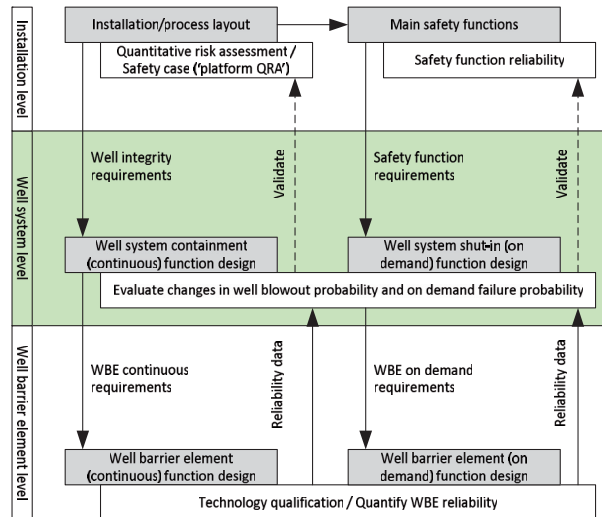 Installation level
Installation/process layout
Main safety functions
Quantitative risk assessment /
Safety case ('platform QRA')
Safety function reliability
Well system level
Well integrity
requirements
Validate
Safety function
requirements
Validate
Well system containment
(continuous) function design
Well system shut-in (on
demand) function design
Evaluate changes in well blowout probability and on demand failure probability
Well barrier element level
WBE continuous
requirements
Reliability data
WBE on demand
requirements
Reliability data
Well barrier element
(continuous) function design
Well barrier element (on
demand) function design
Technology qualification / Quantify WBE reliability